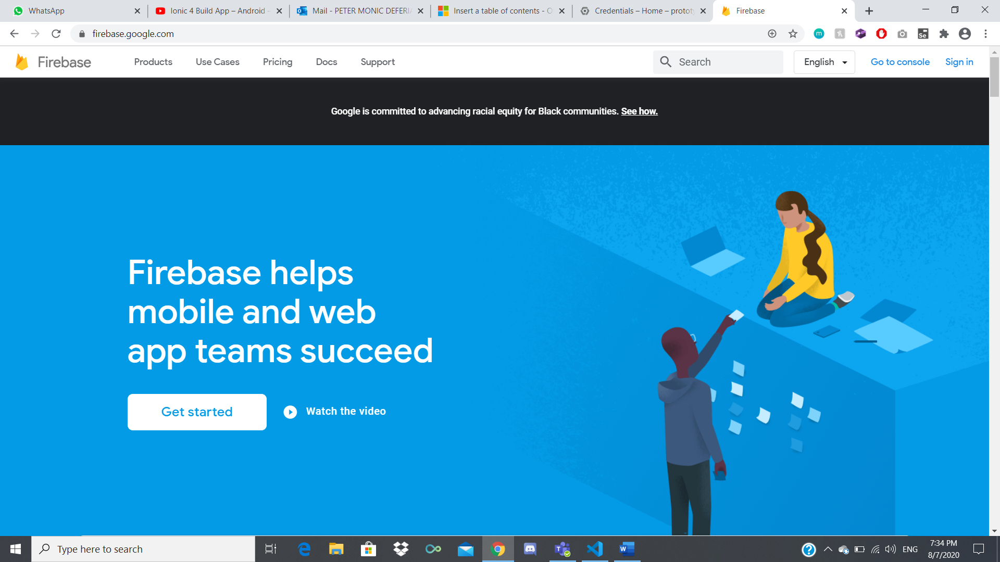 WhatsApp
Ionic 4 Build App – Android –
Mail - PETER MONIC DEFERIA
Insert a table of contents - O
Credentials – Home – prototy
Firebase
firebase.google.com
Firebase
Products
Use Cases
Pricing
Docs
Support
Search
English
Go to console
Sign in
Google is committed to advancing racial equity for Black communities. See how.
Firebase helps
mobile and web
app teams succeed
Get started
Watch the video
Type here to search
ENG
7:34 PM
8/7/2020